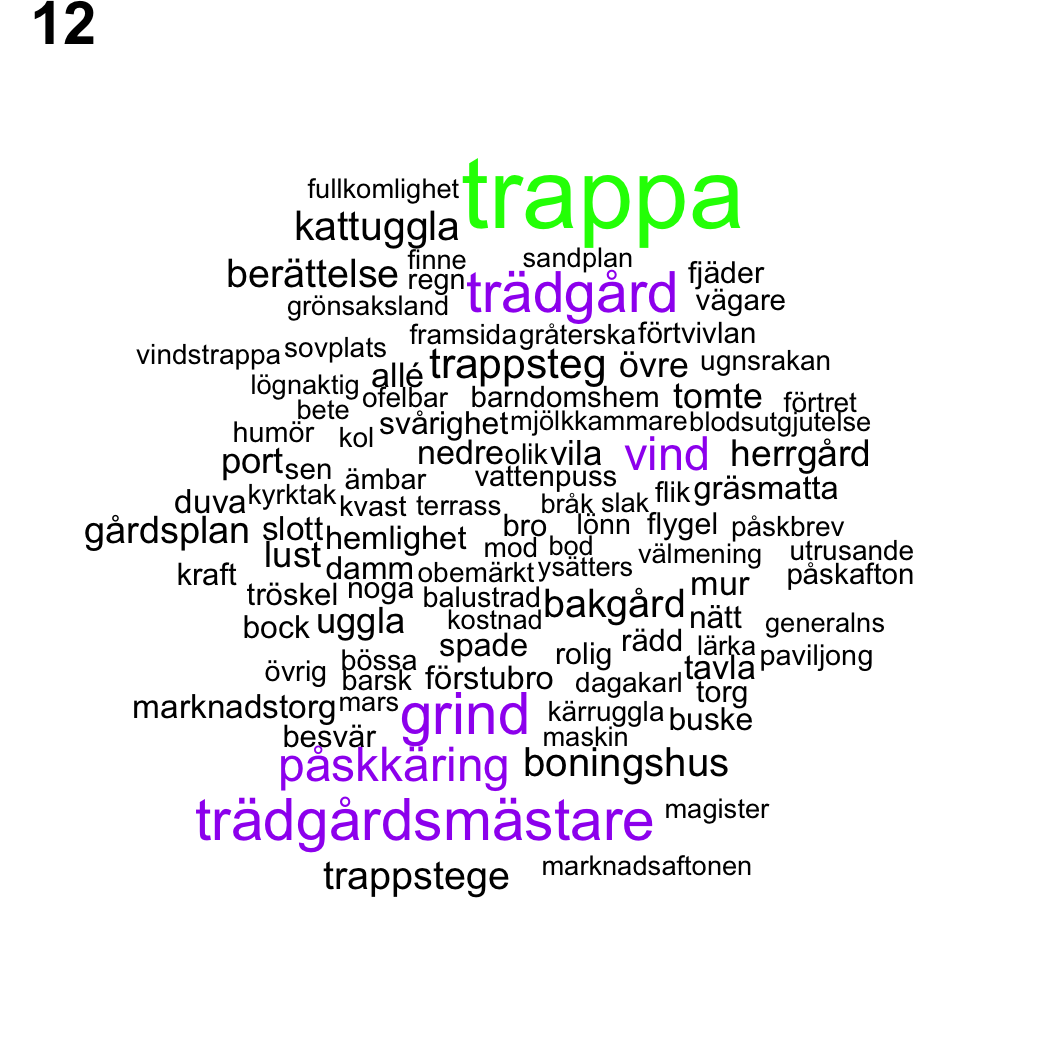 12
fullkomlighet trappa
kattuggla
finne sandplan
berättelse regn trädgård fjäder
grönsaksland vägare
framsida gråterska förtvivlan
vindstrappa sovplats
allé trappsteg övre ugnsrakan
lögnaktig ofelbar barndomshem tomte förtret
bete svårighet mjölkkammare blodsutgjutelse
humör kol
port sen nedre olik vila vind herrgård
ämbar vattenpuss
duva kyrktak kvast terrass bråk slak flik gräsmatta
gårdsplan slott hemlighet bro lönn flygel påskbrev
lust mod bod välmening utrusande
kraft damm obemärkt ysätters mur påskafton
tröskel noga balustrad bakgård nätt
bock uggla kostnad generalns
spade rolig rädd lärka
övrig bössa tavla paviljong
barsk förstubro dagakarl torg
marknadstorg mars grind kärruggla buske
besvär maskin
påskkäring boningshus
trädgårdsmästare magister
trappstege marknadsaftonen